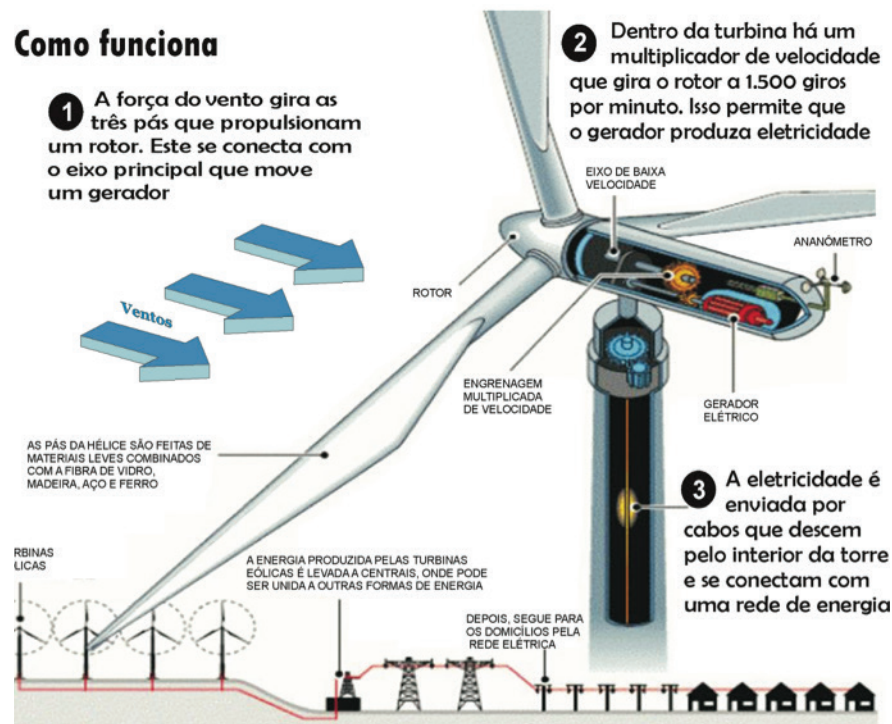 Como funciona
1 A força do vento gira as
três pás que propulsionam
um rotor. Este se conecta com
o eixo principal que move
um gerador
2 Dentro da turbina há um
multiplicador de velocidade
que gira o rotor a 1.500 giros
por minuto. Isso permite que
o gerador produza eletricidade
EIXO DE BAIXA
VELOCIDADE
ANANÔMETRO
ROTOR
Ventos
ENGRENAGEM
MULTIPLICADA
DE VELOCIDADE
GERADOR
ELÉTRICO
AS PÁS DA HÉLICE SÃO FEITAS DE
MATERIAIS LEVES COMBINADOS
COM A FIBRA DE VIDRO,
MADEIRA, AÇO E FERRO
3 A eletricidade é
enviada por
cabos que descem
pelo interior da torre
e se conectam com
uma rede de energia
RBINAS
LICAS
A ENERGIA PRODUZIDA PELAS TURBINAS
EÓLICAS É LEVADA A CENTRAIS, ONDE PODE
SER UNIDA A OUTRAS FORMAS DE ENERGIA
DEPOIS, SEGUE PARA
OS DOMICÍLIOS PELA
REDE ELÉTRICA